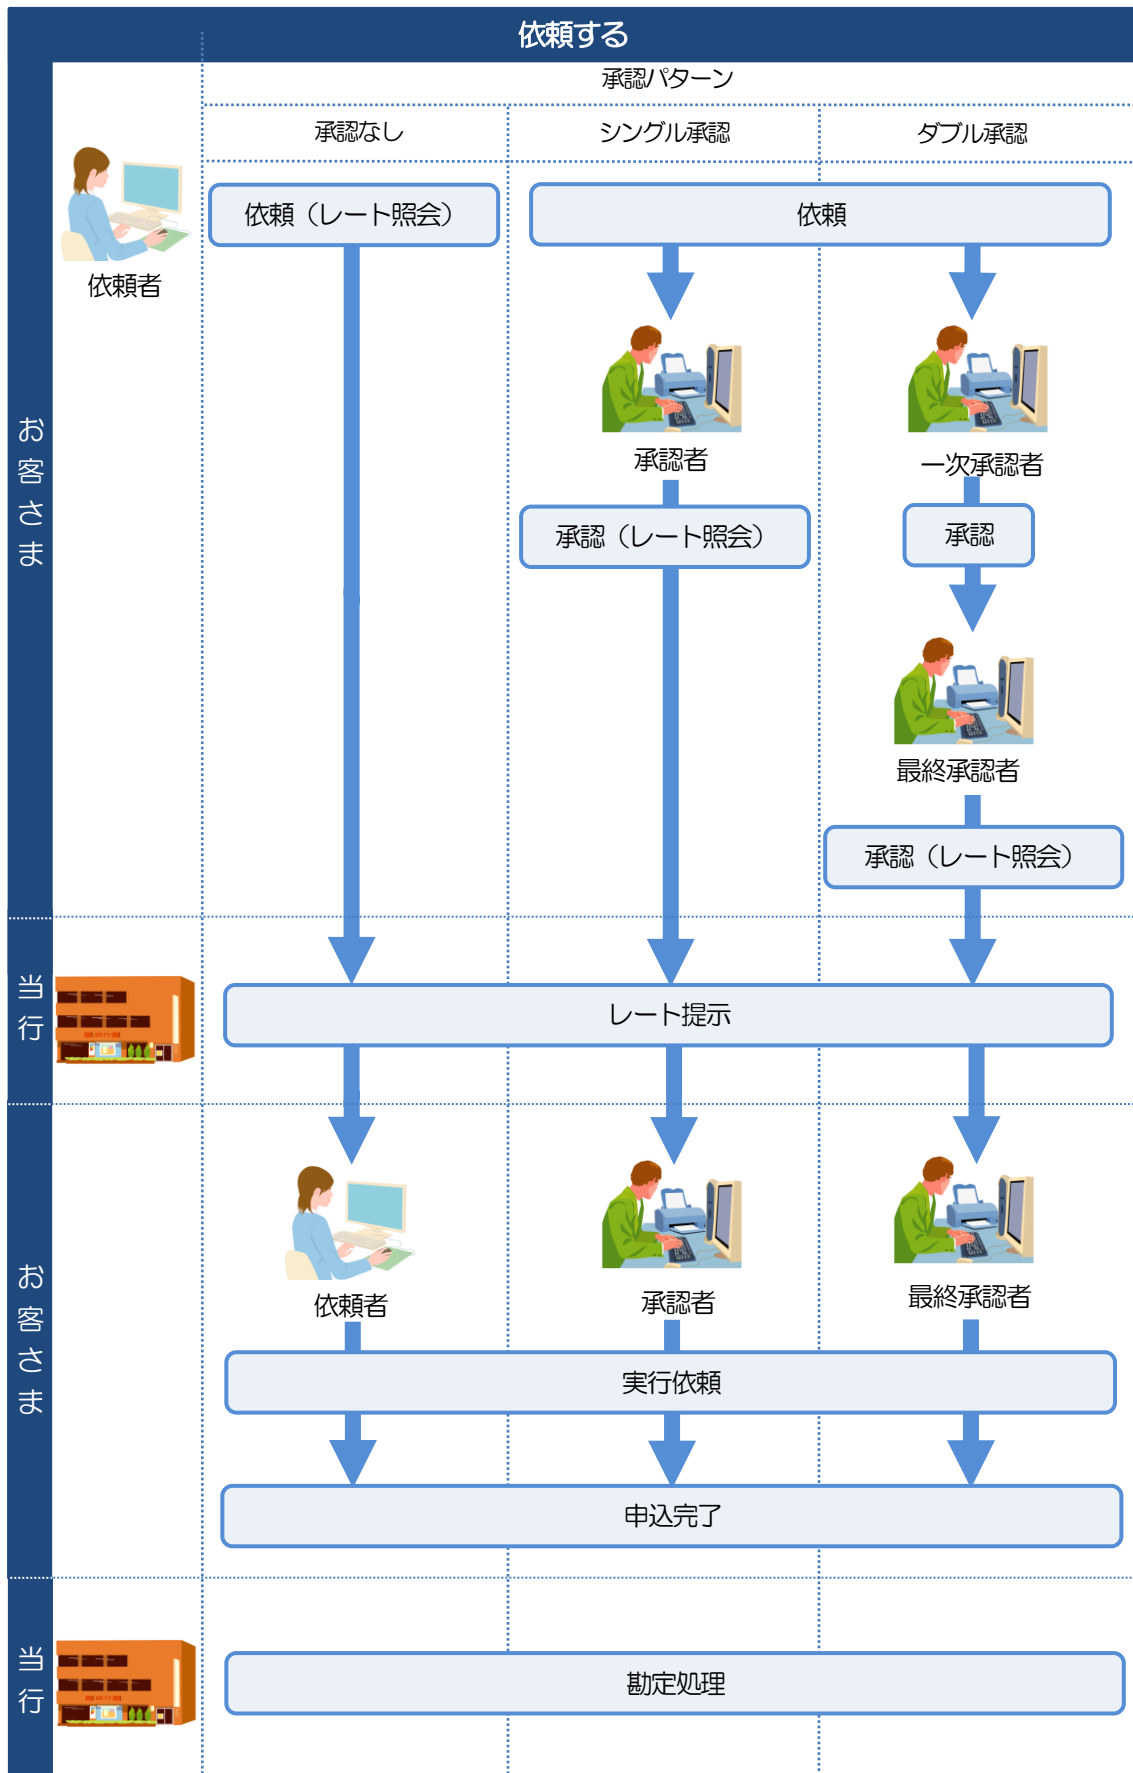 依頼する
承認パターン
承認なし
シングル承認
ダブル承認
お客さま
依頼者
依頼（レート照会）
依頼
承認者
一次承認者
承認（レート照会）
承認
最終承認者
承認（レート照会）
当行
レート提示
お客さま
依頼者
承認者
最終承認者
実行依頼
申込完了
当行
勘定処理